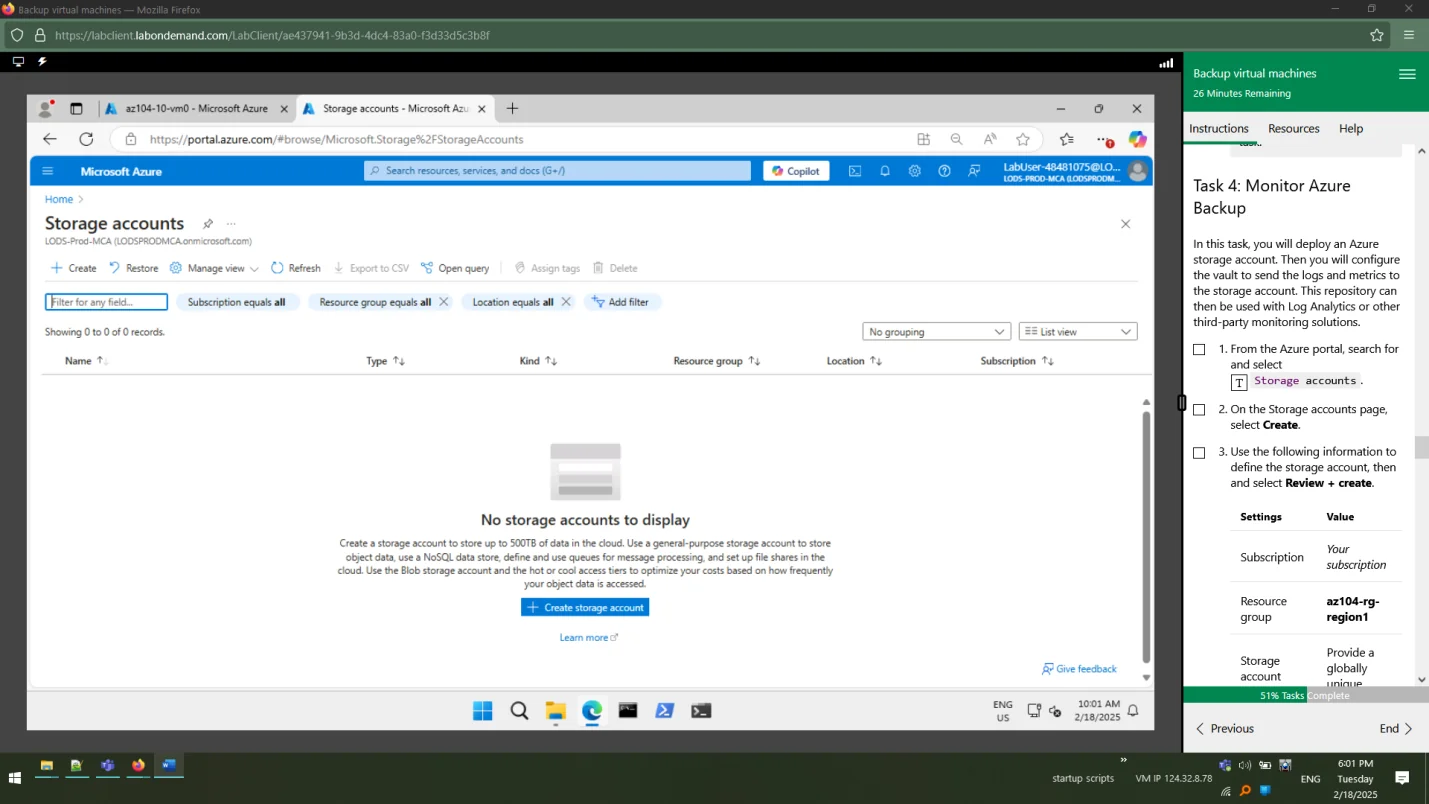 Backup virtual machines — Mozilla Firefox
https://labclient.labondemand.com/LabClient/ae437941-9b3d-4dc4-83a0-f3d33d5c3b8f
az104-10-vm0 - Microsoft Azure
Storage accounts - Microsoft Azu
https://portal.azure.com/#browse/Microsoft.Storage%2FStorageAccounts
Microsoft Azure
Search resources, services, and docs (G+/)
Copilot
LabUser-48481075@LO...
LODS-PROD-MCA (LODSPRODM...
Home >
Storage accounts
LODS-Prod-MCA (LODSPRODMCA.onmicrosoft.com)
Create
Restore
Manage view
Refresh
Export to CSV
Open query
Assign tags
Delete
Filter for any field...
Subscription equals all
Resource group equals all
Location equals all
Add filter
Showing 0 to 0 of 0 records.
No grouping
List view
Name
Type
Kind
Resource group
Location
Subscription
No storage accounts to display
Create a storage account to store up to 500TB of data in the cloud. Use a general-purpose storage account to store
object data, use a NoSQL data store, define and use queues for message processing, and set up file shares in the
cloud. Use the Blob storage account and the hot or cool access tiers to optimize your costs based on how frequently
your object data is accessed.
Create storage account
Learn more
Give feedback
ENG
US
10:01 AM
2/18/2025
Backup virtual machines
26 Minutes Remaining
Instructions
Resources
Help
task.
Task 4: Monitor Azure
Backup
In this task, you will deploy an Azure
storage account. Then you will configure
the vault to send the logs and metrics to
the storage account. This repository can
then be used with Log Analytics or other
third-party monitoring solutions.
1. From the Azure portal, search for
and select
T Storage accounts .
2. On the Storage accounts page,
select Create.
3. Use the following information to
define the storage account, then
and select Review + create.
Settings Value
Subscription
Your
subscription
Resource
group
az104-rg-
region1
Storage
account
Provide a
globally
unique
51% Tasks Complete
Previous
End
startup scripts
VM IP 124.32.8.78
ENG
6:01 PM
Tuesday
2/18/2025